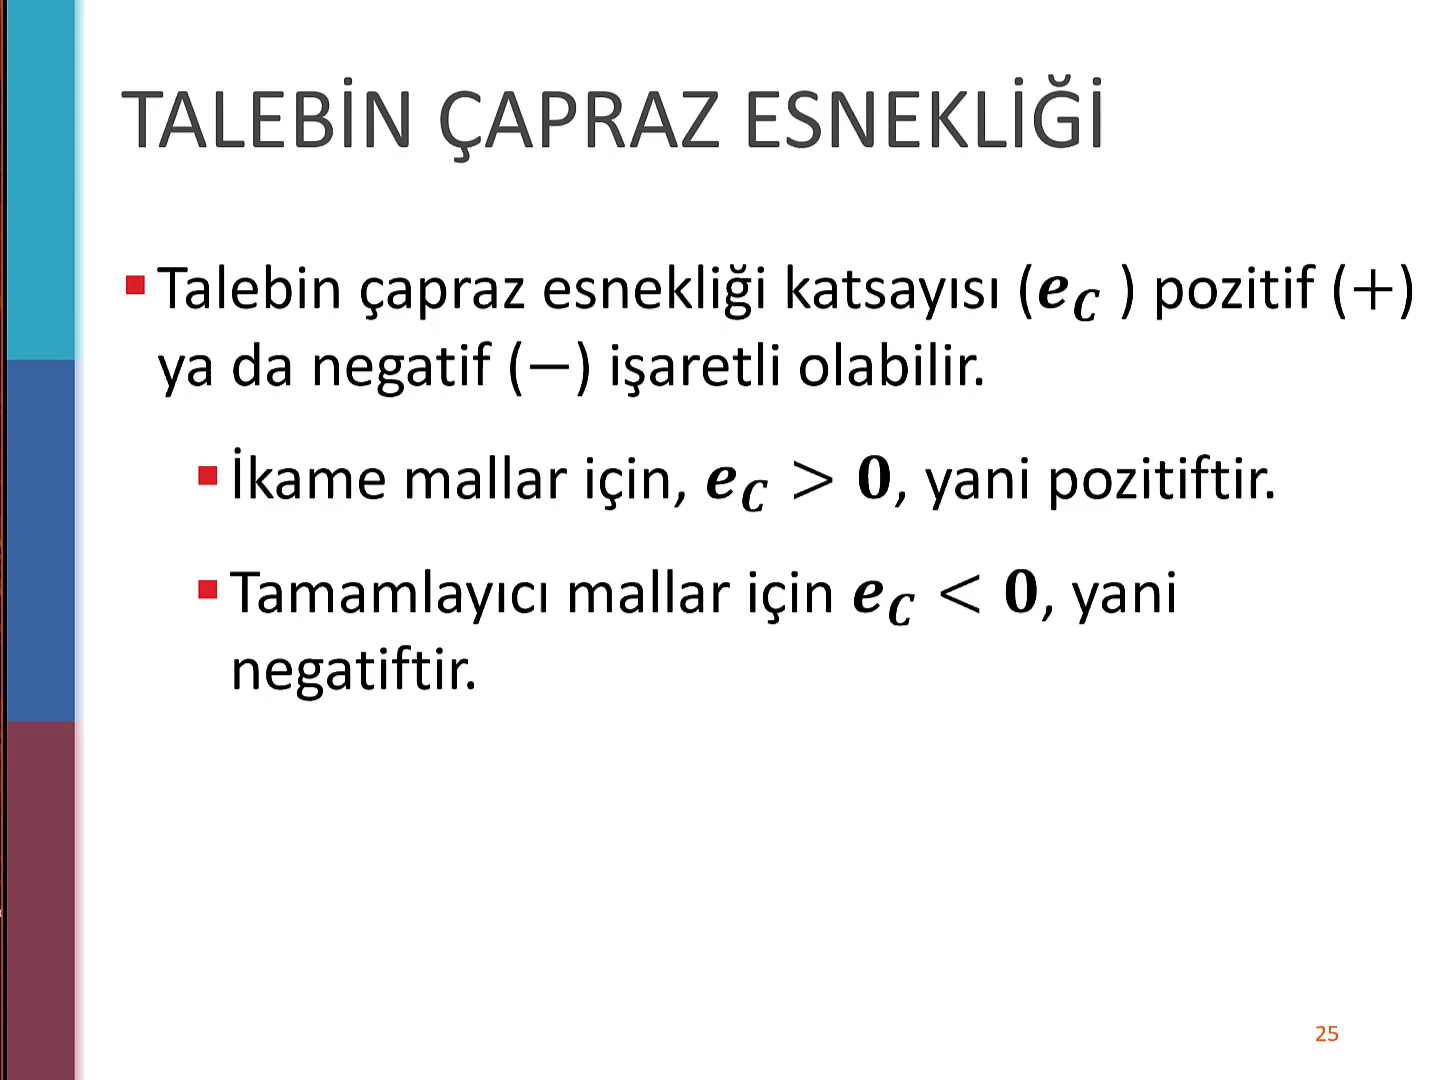 TALEBİN ÇAPRAZ ESNEKLİĞİ
▪ Talebin çapraz esnekliği katsayısı (e_C ) pozitif (+)
ya da negatif (−) işaretli olabilir.
▪ İkame mallar için, e_C > 0, yani pozitiftir.
▪ Tamamlayıcı mallar için e_C < 0, yani
negatiftir.
25